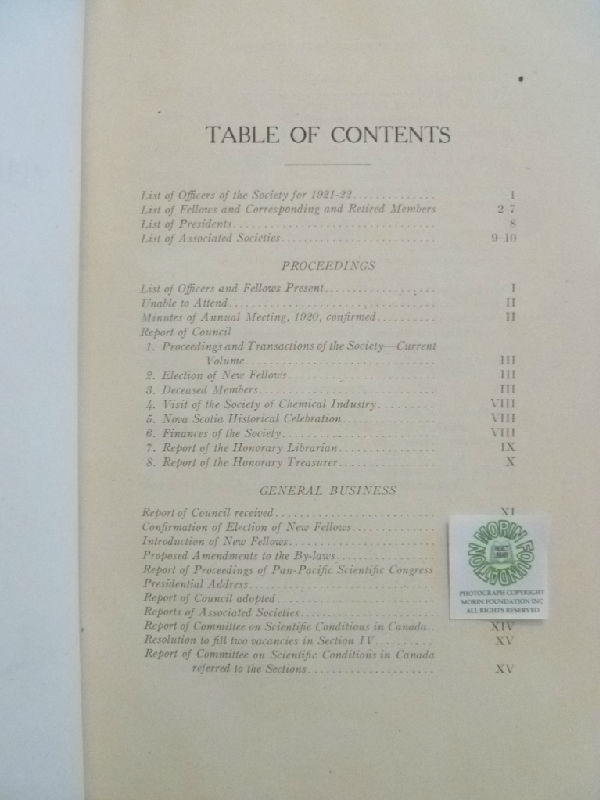 TABLE OF CONTENTS
List of Officers of the Society for 1921-22............... I
List of Fellows and Corresponding and Retired Members 2-7
List of Presidents................................... 8
List of Associated Societies........................... 9-10
PROCEEDINGS
List of Officers and Fellows Present.................... I
Unable to Attend.................................... II
Minutes of Annual Meeting, 1920, confirmed.......... II
Report of Council
1. Proceedings and Transactions of the Society—Current
Volume................................. III
2. Election of New Fellows......................... III
3. Deceased Members............................... III
4. Visit of the Society of Chemical Industry.......... VIII
5. Nova Scotia Historical Celebration................ VIII
6. Finances of the Society........................... VIII
7. Report of the Honorary Librarian................. IX
8. Report of the Honorary Treasurer................. X
GENERAL BUSINESS
Report of Council received............................ XI
Confirmation of Election of New Fellows...............
Introduction of New Fellows..........................
Proposed Amendments to the By-laws..................
Report of Proceedings of Pan-Pacific Scientific Congress
Presidential Address.................................
Report of Council adopted............................
Reports of Associated Societies........................
Report of Committee on Scientific Conditions in Canada.. XIV
Resolution to fill two vacancies in Section IV.......... XV
Report of Committee on Scientific Conditions in Canada
referred to the Sections...................... XV
MORIN FOUNDATION
PHOTOGRAPH COPYRIGHT
MORIN FOUNDATION INC
ALL RIGHTS RESERVED